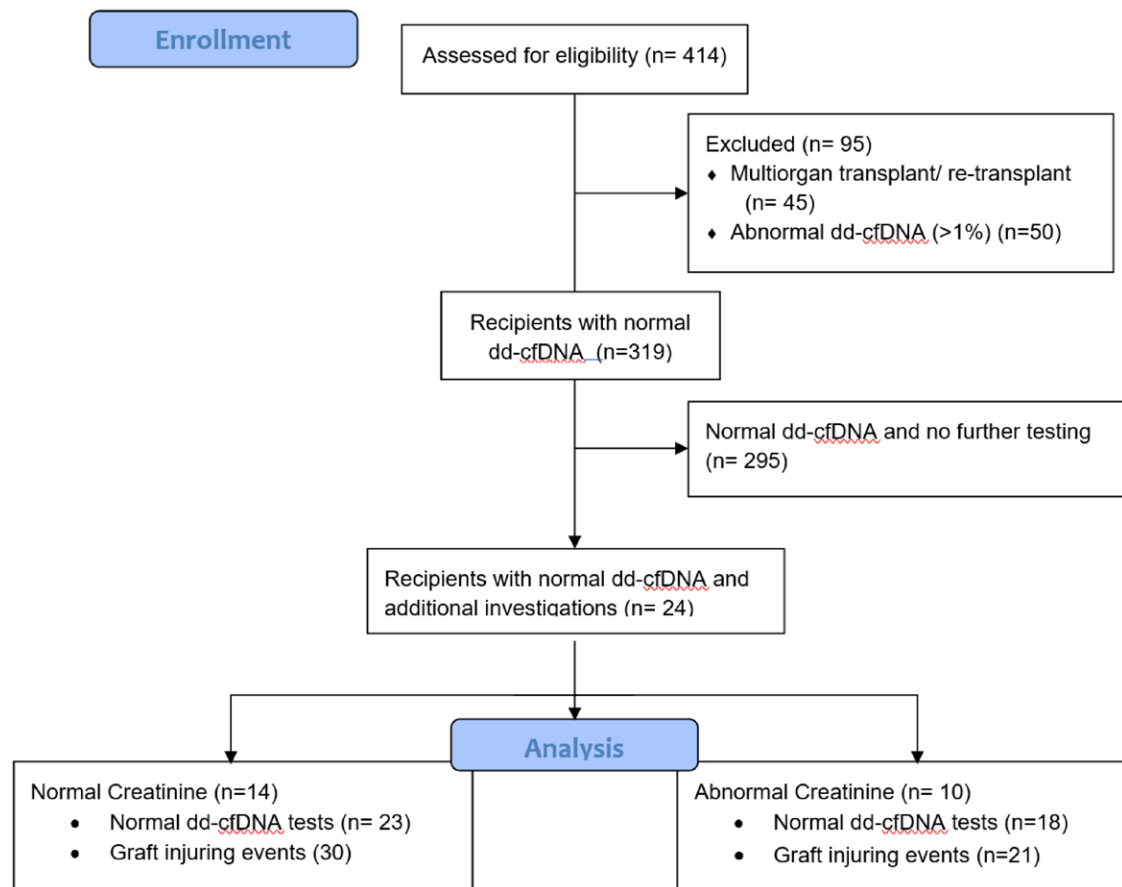 Enrollment
Assessed for eligibility (n= 414)
Excluded (n= 95)
♦ Multiorgan transplant/ re-transplant
(n= 45)
♦ Abnormal dd-cfDNA (>1%) (n=50)
Recipients with normal
dd-cfDNA (n=319)
Normal dd-cfDNA and no further testing
(n= 295)
Recipients with normal dd-cfDNA and
additional investigations (n= 24)
Analysis
Normal Creatinine (n=14)
• Normal dd-cfDNA tests (n= 23)
• Graft injuring events (30)
Abnormal Creatinine (n= 10)
• Normal dd-cfDNA tests (n=18)
• Graft injuring events (n=21)